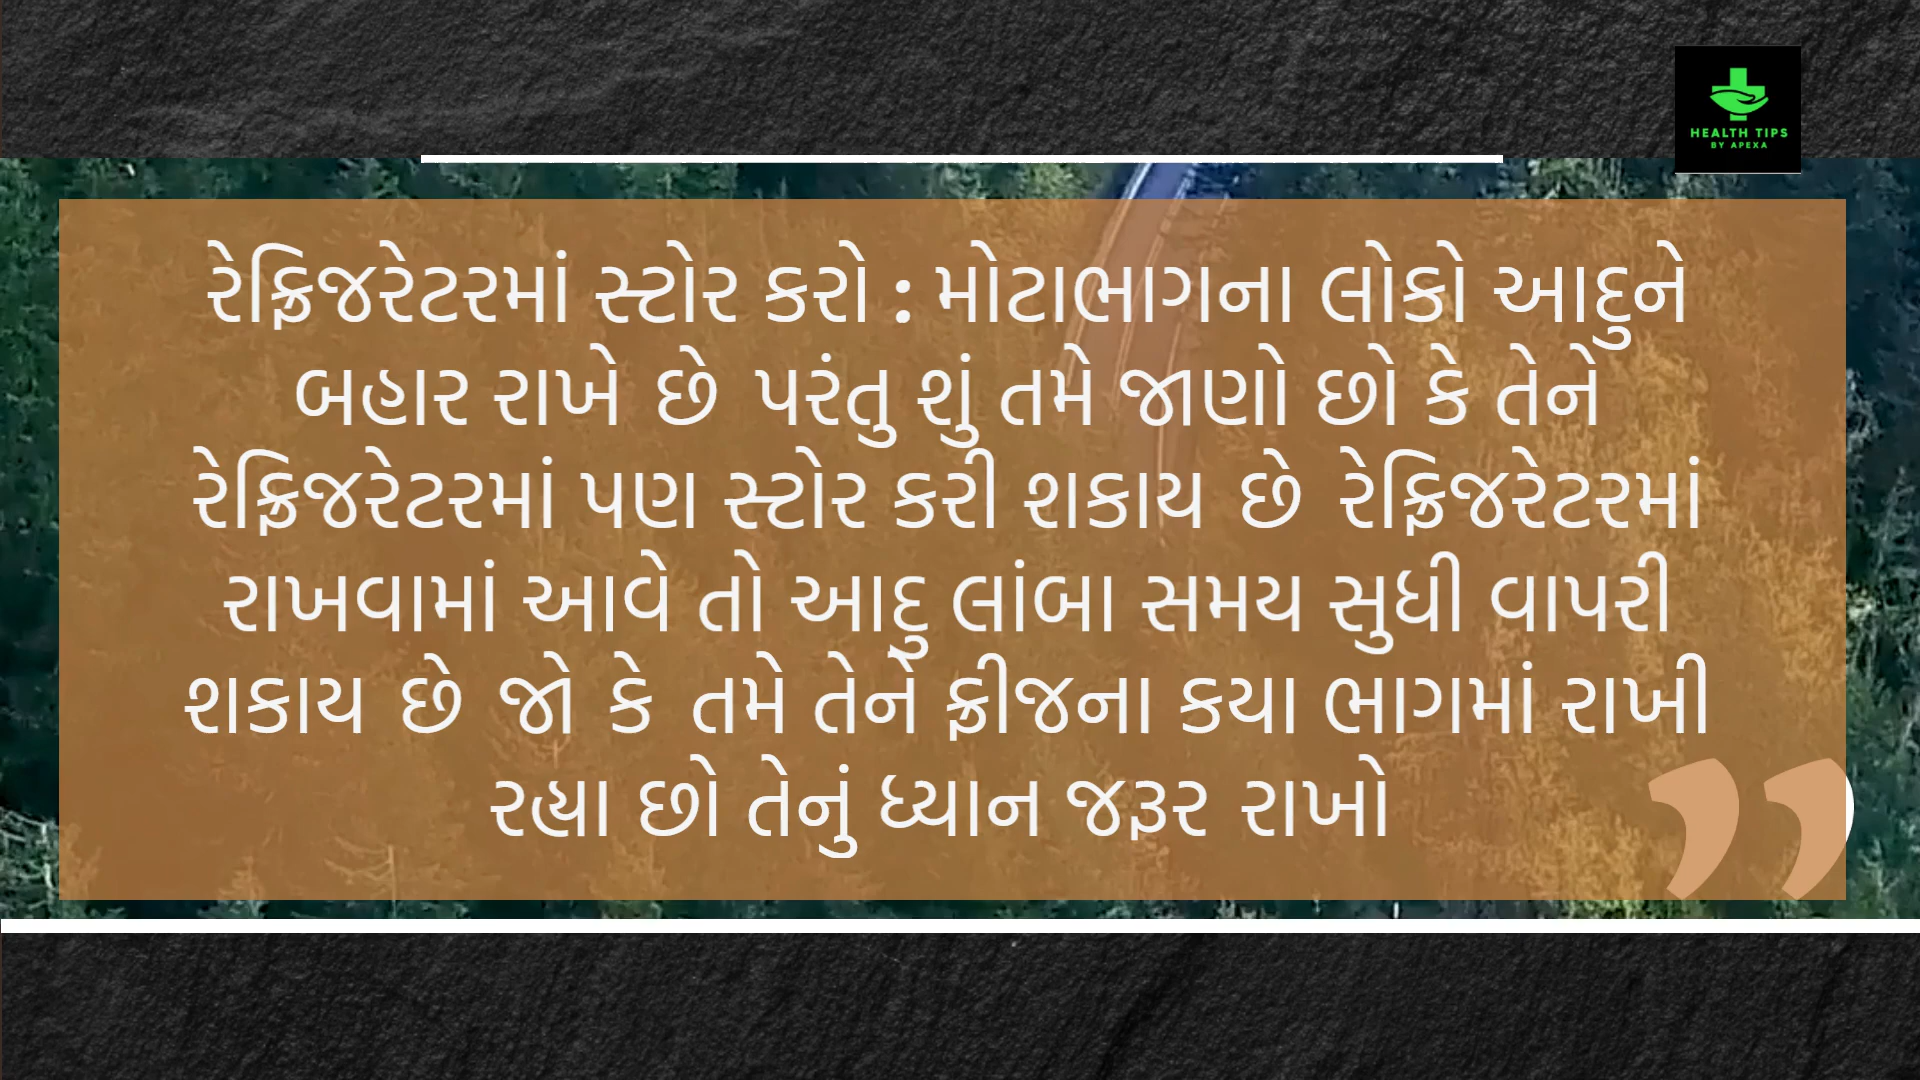 HEALTH TIPS
BY APEXA
રેફ્રિજરેટરમાં સ્ટોર કરો : મોટાભાગના લોકો આદુને
બહાર રાખે છે પરંતુ શું તમે જાણો છો કે તેને
રેફ્રિજરેટરમાં પણ સ્ટોર કરી શકાય છે રેફ્રિજરેટરમાં
રાખવામાં આવે તો આદુ લાંબા સમય સુધી વાપરી
શકાય છે જો કે તમે તેને ફ્રીજના કયા ભાગમાં રાખી
રહ્યા છો તેનું ધ્યાન જરૂર રાખો